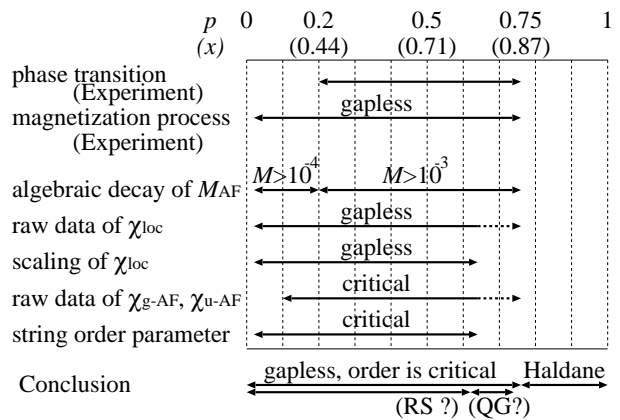 p 0 0.2 0.5 0.75 1
(x) (0.44) (0.71) (0.87)
phase transition
(Experiment)
magnetization process gapless
(Experiment)
algebraic decay of MAF M>10-4 M>10-3
raw data of χloc gapless
scaling of χloc gapless
raw data of χg-AF, χu-AF critical
string order parameter critical
Conclusion gapless, order is critical Haldane
(RS ?) (QG?)